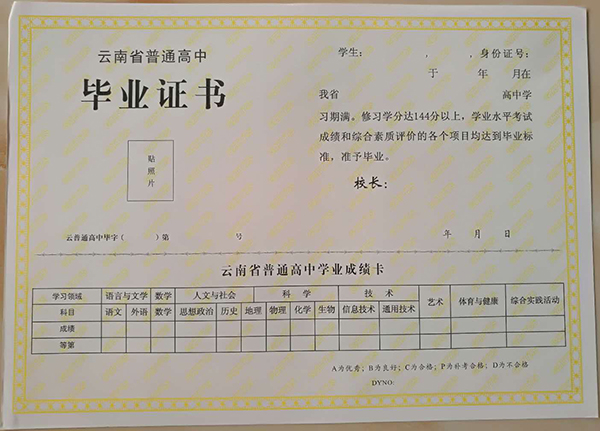 云南省普通高中
毕业证书
贴
照
片
云普通高中毕字（ ）第 号
学生： ， ，身份证号：
于 年 月在
我省 高中学
习期满。修习学分达144分以上，学业水平考试
成绩和综合素质评价的各个项目均达到毕业标
准，准予毕业。
校长：
年 月 日
云南省普通高中学业成绩卡
学习领域 语言与文学 数学 人文与社会 科 学 技 术 艺术 体育与健康 综合实践活动
科目 语文 外语 数学 思想政治 历史 地理 物理 化学 生物 信息技术 通用技术
成绩
等第
A为优秀；B为良好；C为合格；P为补考合格；D为不合格
DYNO: